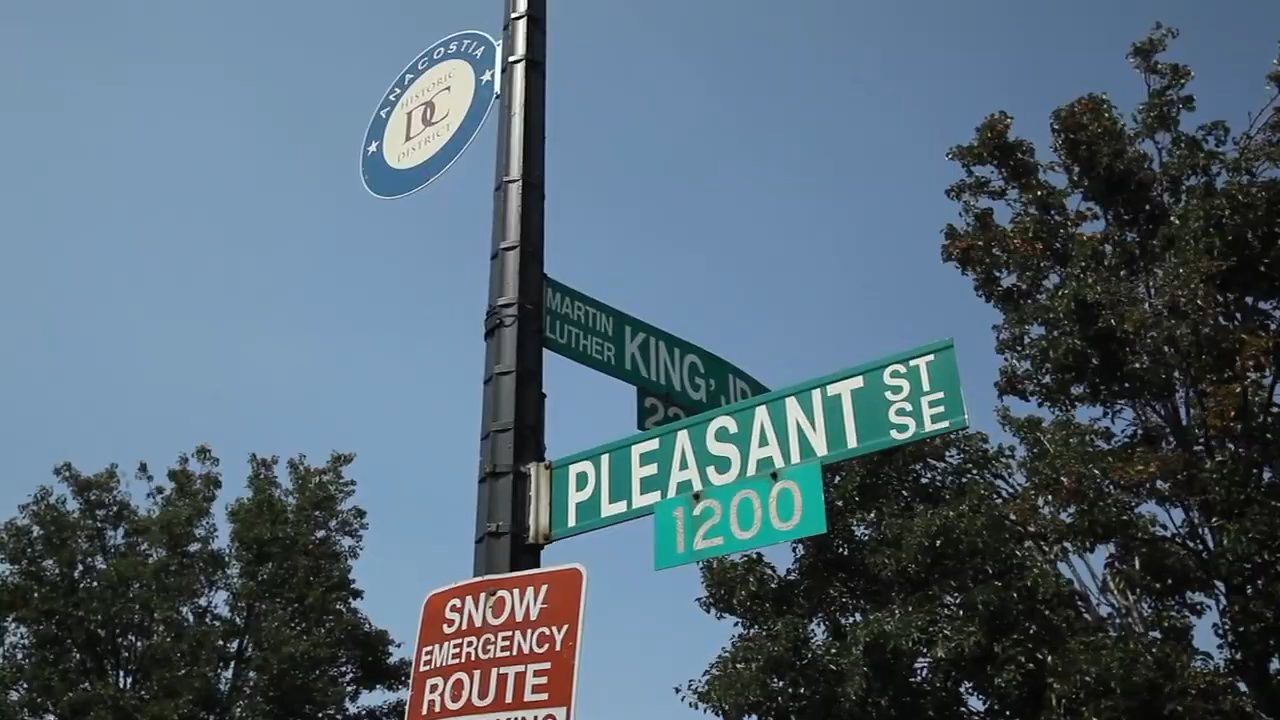 ANACOSTIA
HISTORIC
DC
DISTRICT
MARTIN
LUTHER
KING, JR
PLEASANT
ST
SE
1200
SNOW
EMERGENCY
ROUTE